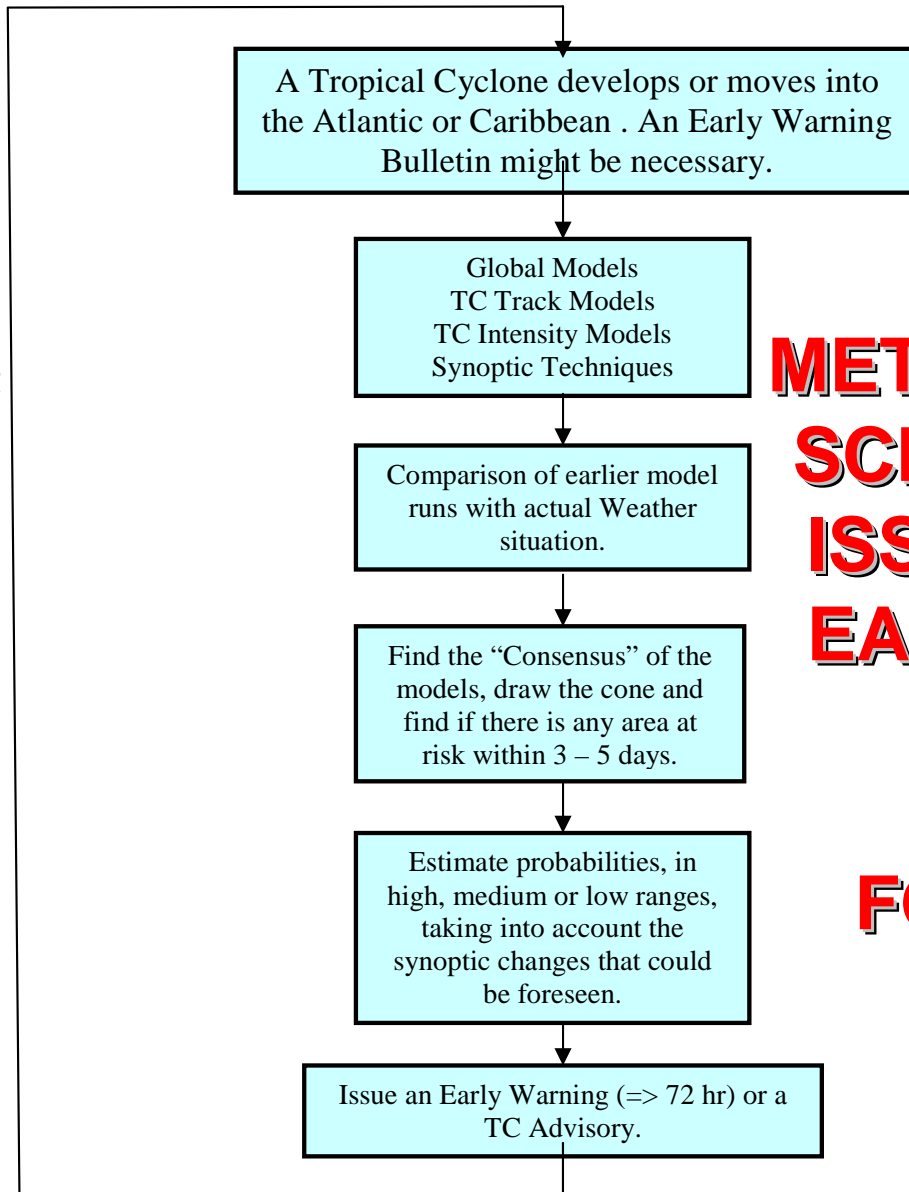 A Tropical Cyclone develops or moves into
the Atlantic or Caribbean . An Early Warning
Bulletin might be necessary.
Global Models
TC Track Models
TC Intensity Models
Synoptic Techniques
Comparison of earlier model
runs with actual Weather
situation.
Find the “Consensus” of the
models, draw the cone and
find if there is any area at
risk within 3 – 5 days.
Estimate probabilities, in
high, medium or low ranges,
taking into account the
synoptic changes that could
be foreseen.
Issue an Early Warning (=> 72 hr) or a
TC Advisory.